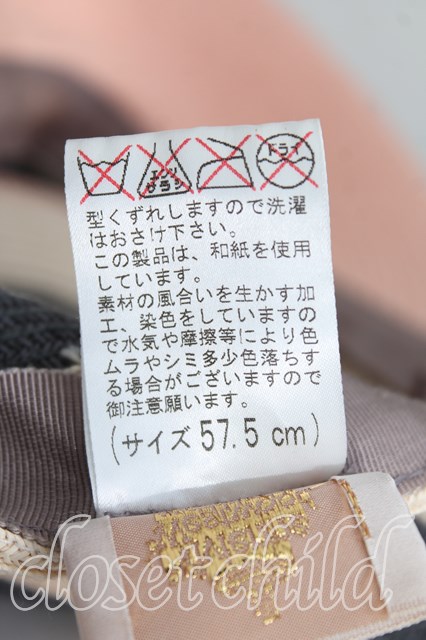 エンソ
サラシ
ドライ
型くずれしますので洗濯
はおさけ下さい。
この製品は、和紙を使用
しています。
素材の風合いを生かす加
工、染色をしていますの
で水気や摩擦等により色
ムラやシミ多少色落ちす
る場合がございますので
御注意願います。
(サイズ 57.5 cm)
closet child